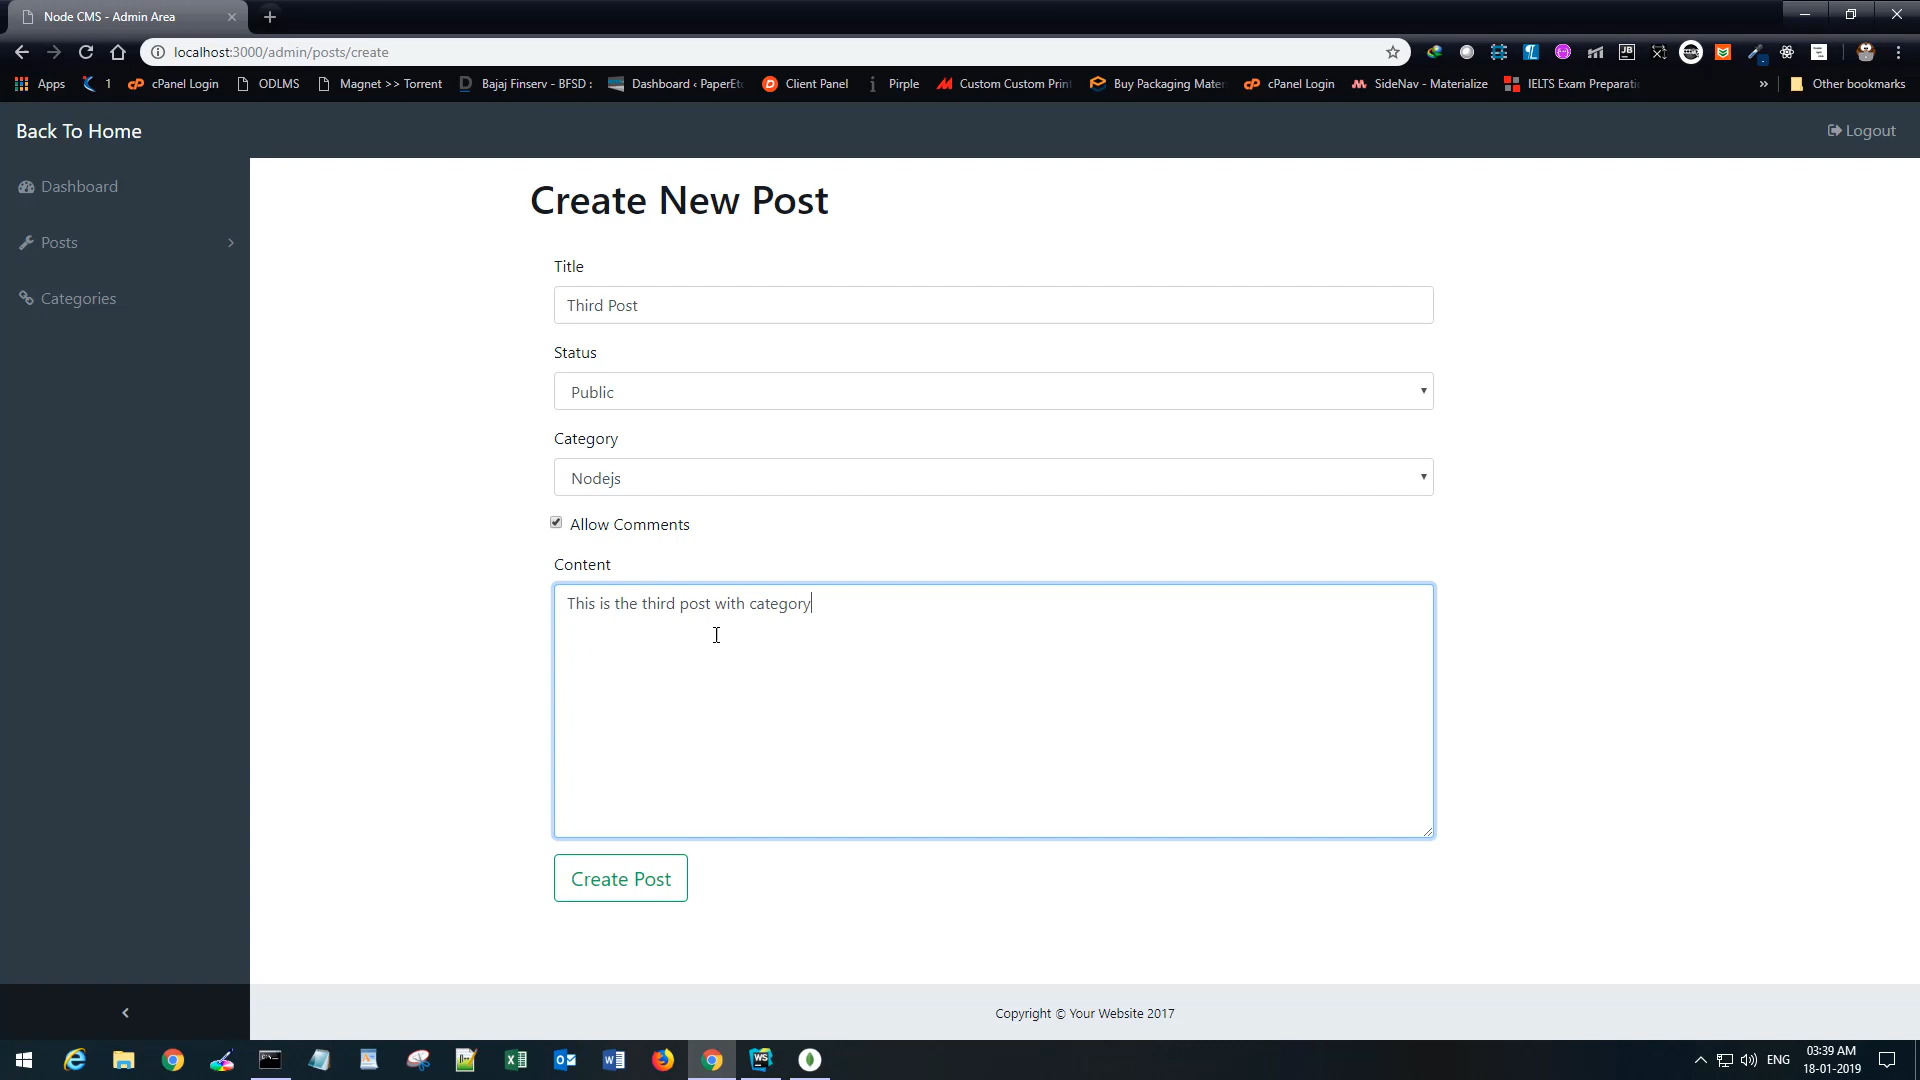 Node CMS - Admin Area
localhost:3000/admin/posts/create
Apps
1
cPanel Login
ODLMS
Magnet >> Torrent
Bajaj Finserv - BFSD :
Dashboard ‹ PaperEtc
Client Panel
Pirple
Custom Custom Print
Buy Packaging Mater
cPanel Login
SideNav - Materialize
IELTS Exam Preparati
»
Other bookmarks
Back To Home
Logout
Dashboard
Posts
Categories
Create New Post
Title
Third Post
Status
Public
Category
Nodejs
Allow Comments
Content
This is the third post with category
Create Post
Copyright © Your Website 2017
ENG
03:39 AM
18-01-2019